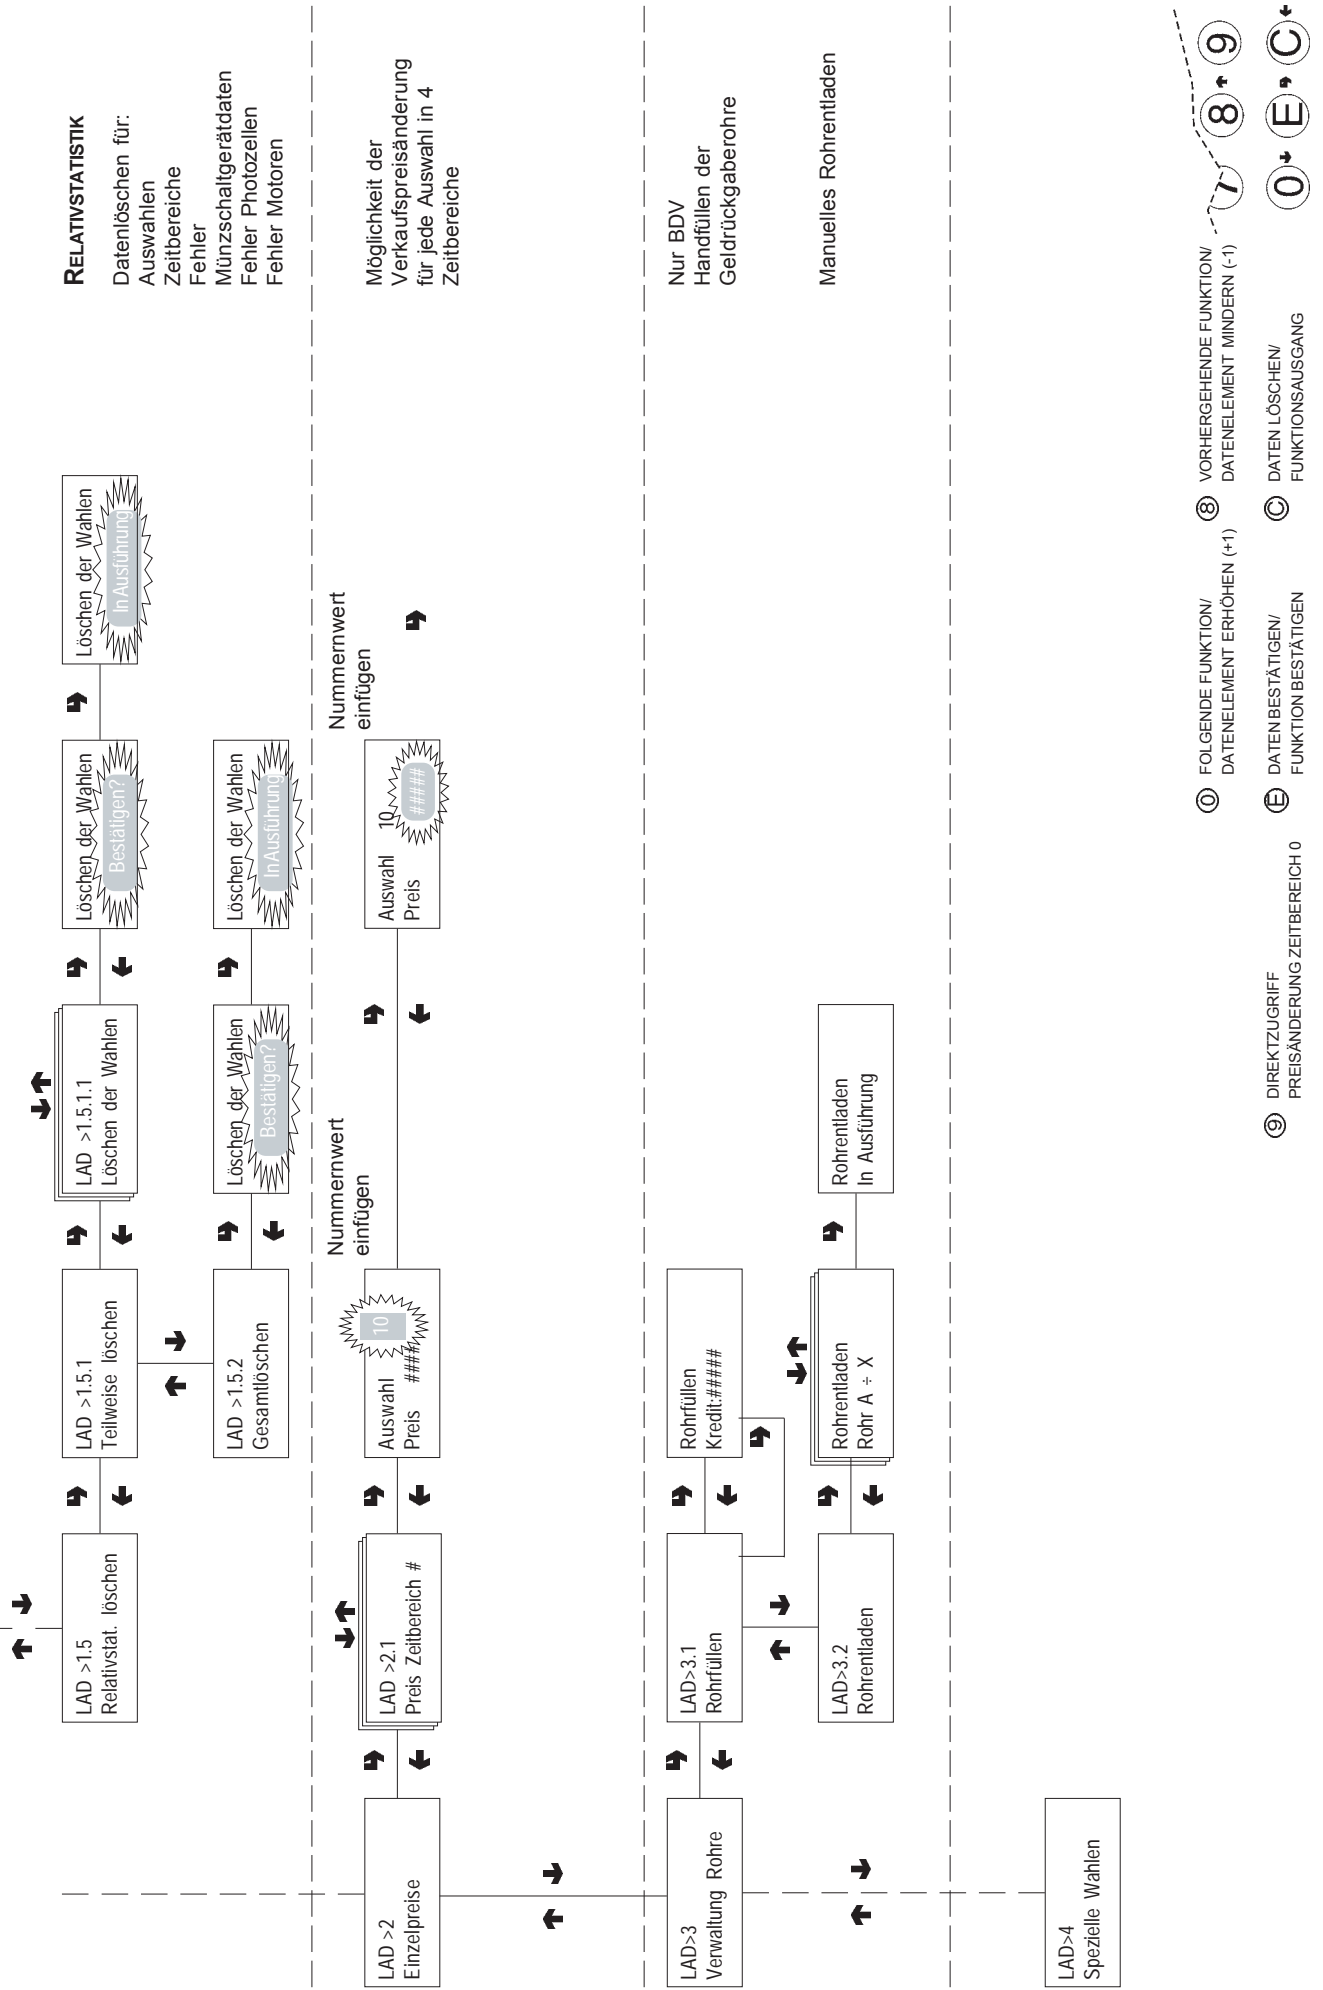 LAD >1.5
Relativstat. löschen
LAD >1.5.1
Teilweise löschen
LAD >1.5.1.1
Löschen der Wahlen
Löschen der Wahlen
Bestätigen?
Löschen der Wahlen
In Ausführung
RELATIVSTATISTIK
Datenlöschen für:
Auswahlen
Zeitbereiche
Fehler
Münzschaltgerätdaten
Fehler Photozellen
Fehler Motoren
LAD >1.5.2
Gesamtlöschen
Löschen der Wahlen
Bestätigen?
Löschen der Wahlen
In Ausführung
LAD >2
Einzelpreise
LAD >2.1
Preis Zeitbereich #
Nummernwert
einfügen
Auswahl 10
Preis ####
Nummernwert
einfügen
Auswahl 10
Preis #####
Möglichkeit der
Verkaufspreisänderung
für jede Auswahl in 4
Zeitbereiche
LAD>3
Verwaltung Rohre
LAD>3.1
Rohrfüllen
Rohrfüllen
Kredit:#####
Nur BDV
Handfüllen der
Geldrückgaberohre
LAD>3.2
Rohrentladen
Rohrentladen
Rohr A ÷ X
Rohrentladen
In Ausführung
Manuelles Rohrentladen
LAD>4
Spezielle Wahlen
9 DIREKTZUGRIFF
PREISÄNDERUNG ZEITBEREICH 0
0 FOLGENDE FUNKTION/
DATENELEMENT ERHÖHEN (+1)
8 VORHERGEHENDE FUNKTION/
DATENELEMENT MINDERN (-1)
E DATEN BESTÄTIGEN/
FUNKTION BESTÄTIGEN
C DATEN LÖSCHEN/
FUNKTIONSAUSGANG
7 8 9
0 E C